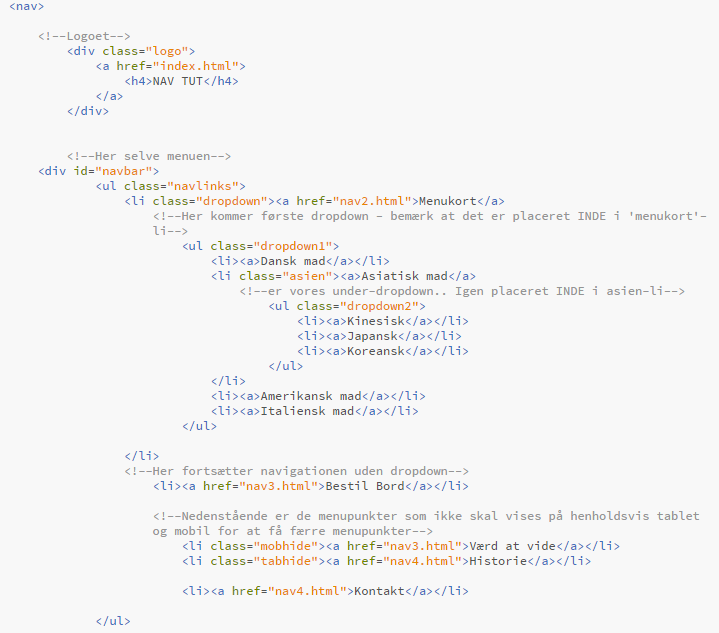 <nav>
<!--Logoet-->
<div class="logo">
<a href="index.html">
<h4>NAV TUT</h4>
</a>
</div>
<!--Her selve menuen-->
<div id="navbar">
<ul class="navlinks">
<li class="dropdown"><a href="nav2.html">Menukort</a>
<!--Her kommer første dropdown - bemærk at det er placeret INDE i 'menukort'-
li-->
<ul class="dropdown1">
<li><a>Dansk mad</a></li>
<li class="asien"><a>Asiatisk mad</a>
<!--er vores under-dropdown.. Igen placeret INDE i asien-li-->
<ul class="dropdown2">
<li><a>Kinesisk</a></li>
<li><a>Japansk</a></li>
<li><a>Koreansk</a></li>
</ul>
</li>
<li><a>Amerikansk mad</a></li>
<li><a>Italiensk mad</a></li>
</ul>
</li>
<!--Her fortsætter navigationen uden dropdown-->
<li><a href="nav3.html">Bestil Bord</a></li>
<!--Nedenstående er de menupunkter som ikke skal vises på henholdsvis tablet
og mobil for at få færre menupunkter-->
<li class="mobhide"><a href="nav3.html">Værd at vide</a></li>
<li class="tabhide"><a href="nav4.html">Historie</a></li>
<li><a href="nav4.html">Kontakt</a></li>
</ul>